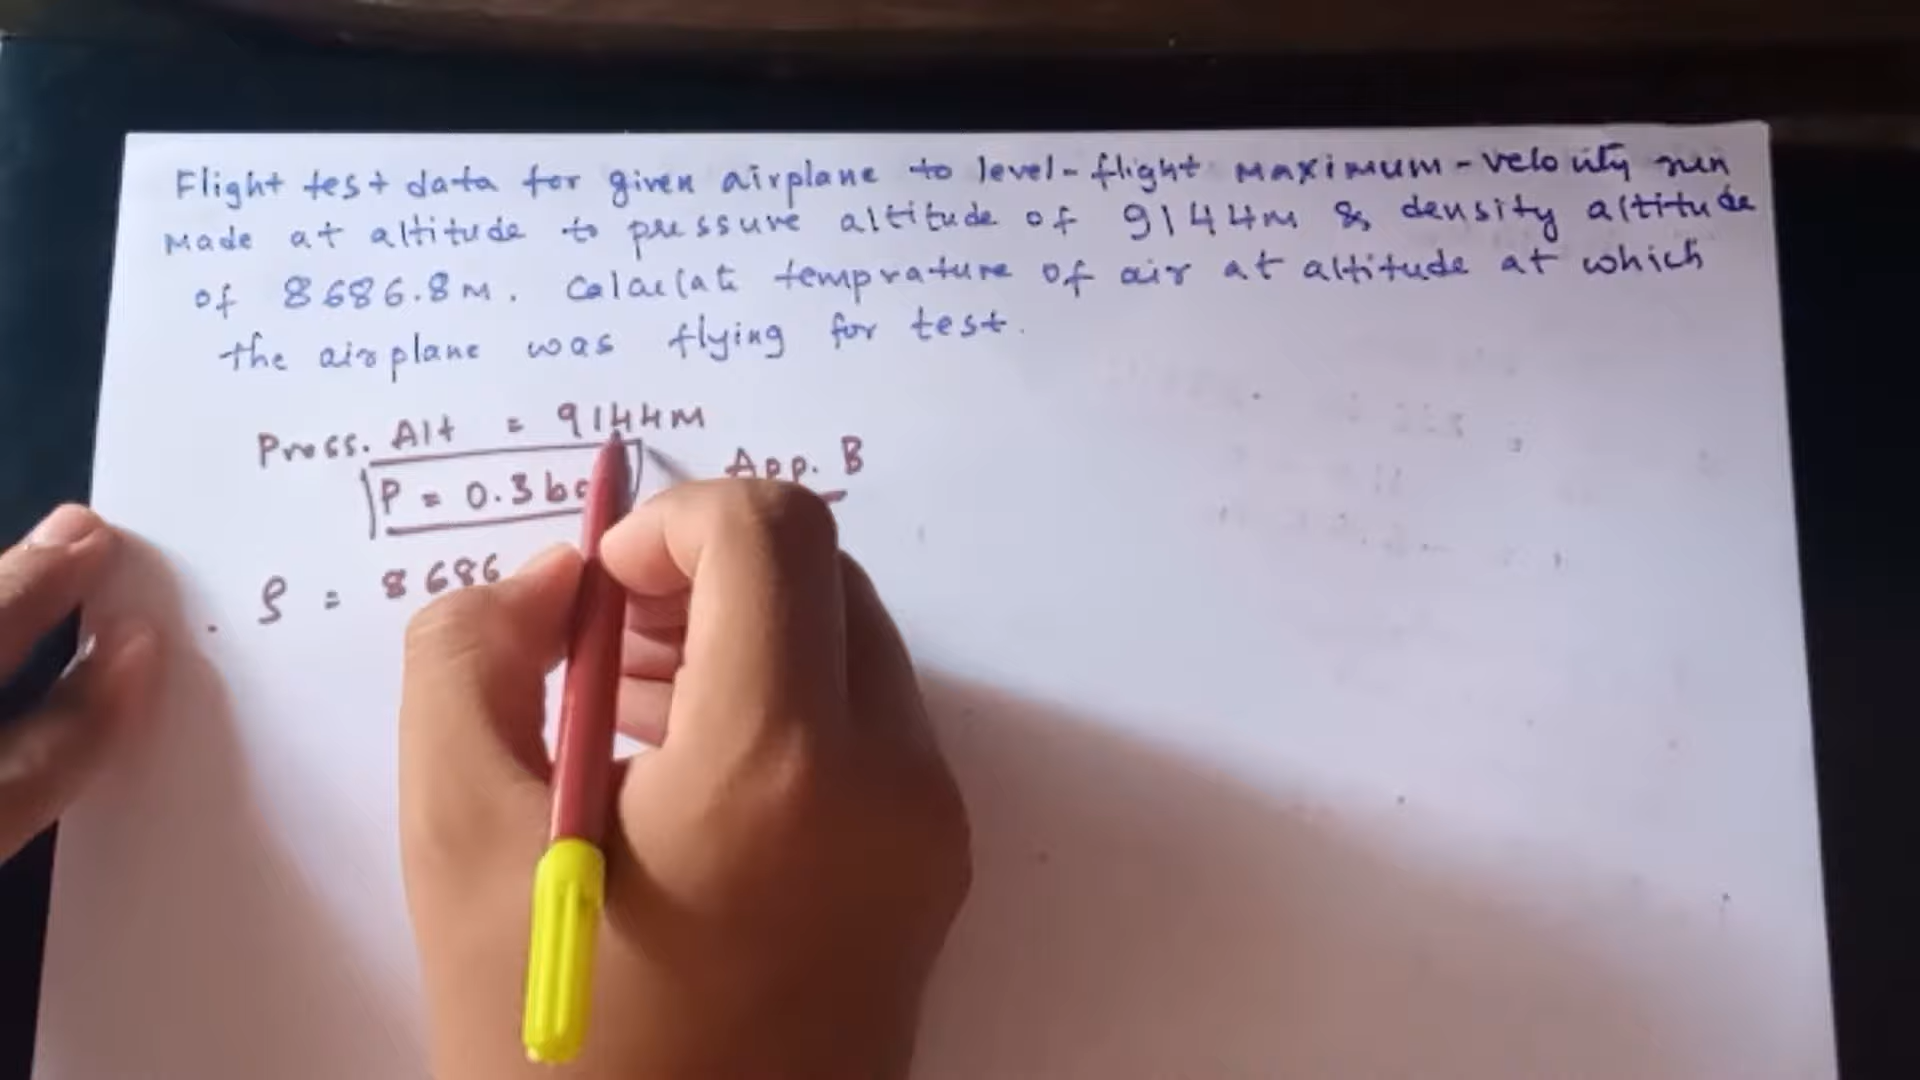 Flight test data for given airplane to level-flight maximum-velocity run
Made at altitude to pressure altitude of 9144m & density altitude
of 8686.8m. Calculate temprature of air at altitude at which
the airplane was flying for test.
Press. Alt = 9144m
App. B
P = 0.3
ρ = 8686